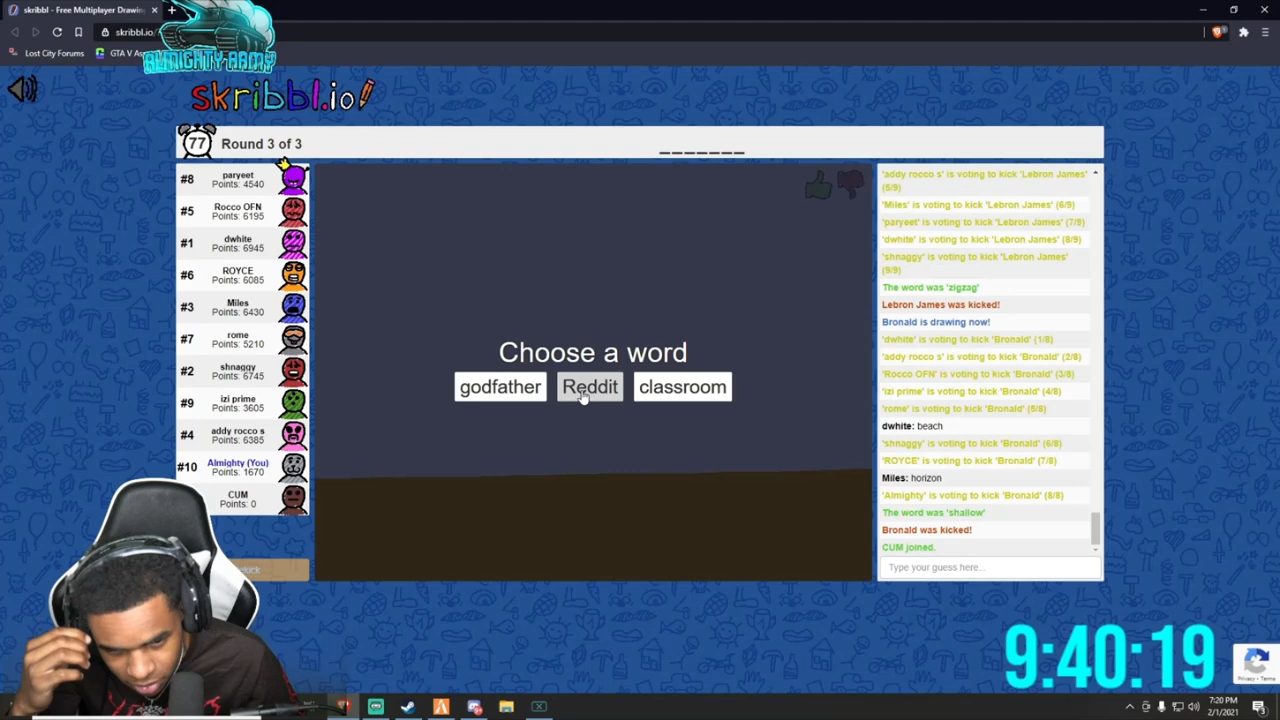 skribbl - Free Multiplayer Drawin
skribbl.io/
Lost City Forums
GTA V A
ALMIGHTY ARMY
skribbl.io
77
Round 3 of 3
_______
#8
paryeet
Points: 4540
#5
Rocco OFN
Points: 6195
#1
dwhite
Points: 6945
#6
ROYCE
Points: 6085
#3
Miles
Points: 6430
#7
rome
Points: 5210
#2
shnaggy
Points: 6745
#9
izi prime
Points: 3605
#4
addy rocco s
Points: 6385
#10
Almighty (You)
Points: 1670
CUM
Points: 0
Choose a word
godfather
Reddit
classroom
'addy rocco s' is voting to kick 'Lebron James'
(5/9)
'Miles' is voting to kick 'Lebron James' (6/9)
'paryeet' is voting to kick 'Lebron James' (7/9)
'dwhite' is voting to kick 'Lebron James' (8/9)
'shnaggy' is voting to kick 'Lebron James'
(9/9)
The word was 'zigzag'
Lebron James was kicked!
Bronald is drawing now!
'dwhite' is voting to kick 'Bronald' (1/8)
'addy rocco s' is voting to kick 'Bronald' (2/8)
'Rocco OFN' is voting to kick 'Bronald' (3/8)
'izi prime' is voting to kick 'Bronald' (4/8)
'rome' is voting to kick 'Bronald' (5/8)
dwhite: beach
'shnaggy' is voting to kick 'Bronald' (6/8)
'ROYCE' is voting to kick 'Bronald' (7/8)
Miles: horizon
'Almighty' is voting to kick 'Bronald' (8/8)
The word was 'shallow'
Bronald was kicked!
CUM joined.
Type your guess here...
9:40:19
Privacy - Terms
7:20 PM
2/1/2021